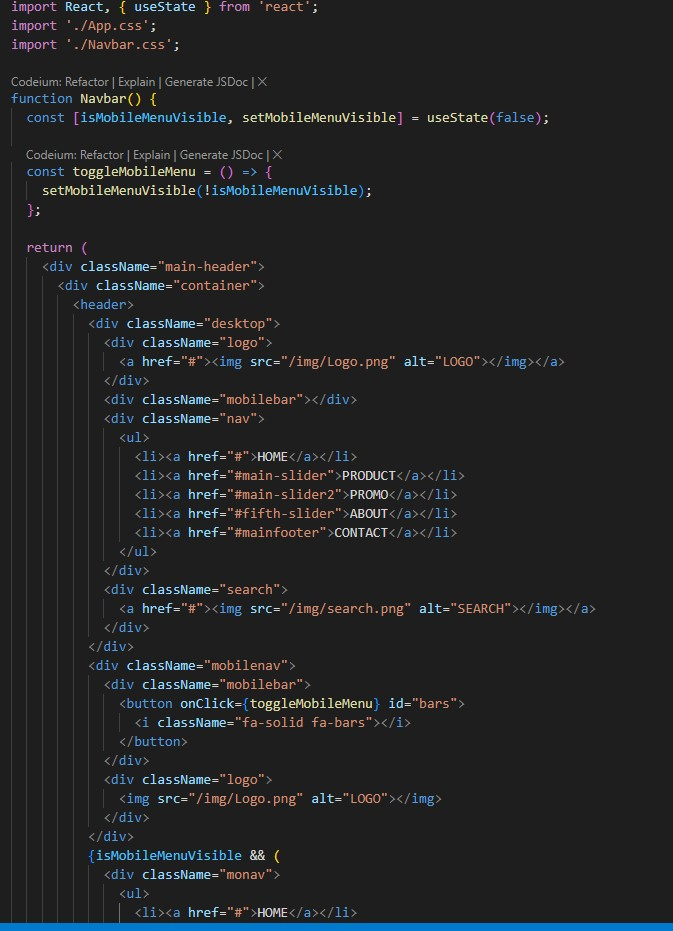 import React, { useState } from 'react';
import './App.css';
import './Navbar.css';
Codeium: Refactor | Explain | Generate JSDoc | ×
function Navbar() {
const [isMobileMenuVisible, setMobileMenuVisible] = useState(false);
Codeium: Refactor | Explain | Generate JSDoc | ×
const toggleMobileMenu = () => {
setMobileMenuVisible(!isMobileMenuVisible);
};
return (
<div className="main-header">
<div className="container">
<header>
<div className="desktop">
<div className="logo">
<a href="#"><img src="/img/Logo.png" alt="LOGO"></img></a>
</div>
<div className="mobilebar"></div>
<div className="nav">
<ul>
<li><a href="#">HOME</a></li>
<li><a href="#main-slider">PRODUCT</a></li>
<li><a href="#main-slider2">PROMO</a></li>
<li><a href="#fifth-slider">ABOUT</a></li>
<li><a href="#mainfooter">CONTACT</a></li>
</ul>
</div>
<div className="search">
<a href="#"><img src="/img/search.png" alt="SEARCH"></img></a>
</div>
</div>
<div className="mobilenav">
<div className="mobilebar">
<button onClick={toggleMobileMenu} id="bars">
<i className="fa-solid fa-bars"></i>
</button>
</div>
<div className="logo">
<img src="/img/Logo.png" alt="LOGO"></img>
</div>
</div>
{isMobileMenuVisible && (
<div className="monav">
<ul>
<li><a href="#">HOME</a></li>